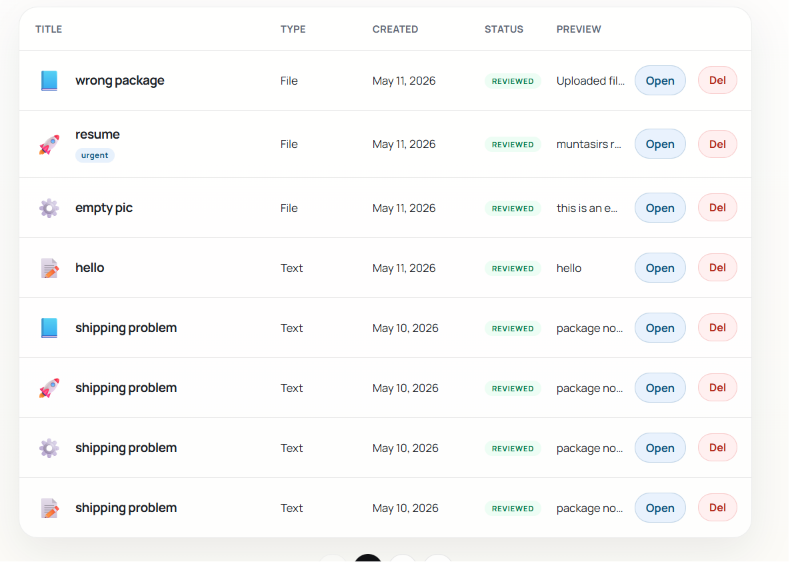 TITLE TYPE CREATED STATUS PREVIEW
wrong package File May 11, 2026 REVIEWED Uploaded fil... Open Del
resume File May 11, 2026 REVIEWED muntasirs r... Open Del
urgent
empty pic File May 11, 2026 REVIEWED this is an e... Open Del
hello Text May 11, 2026 REVIEWED hello Open Del
shipping problem Text May 10, 2026 REVIEWED package no... Open Del
shipping problem Text May 10, 2026 REVIEWED package no... Open Del
shipping problem Text May 10, 2026 REVIEWED package no... Open Del
shipping problem Text May 10, 2026 REVIEWED package no... Open Del